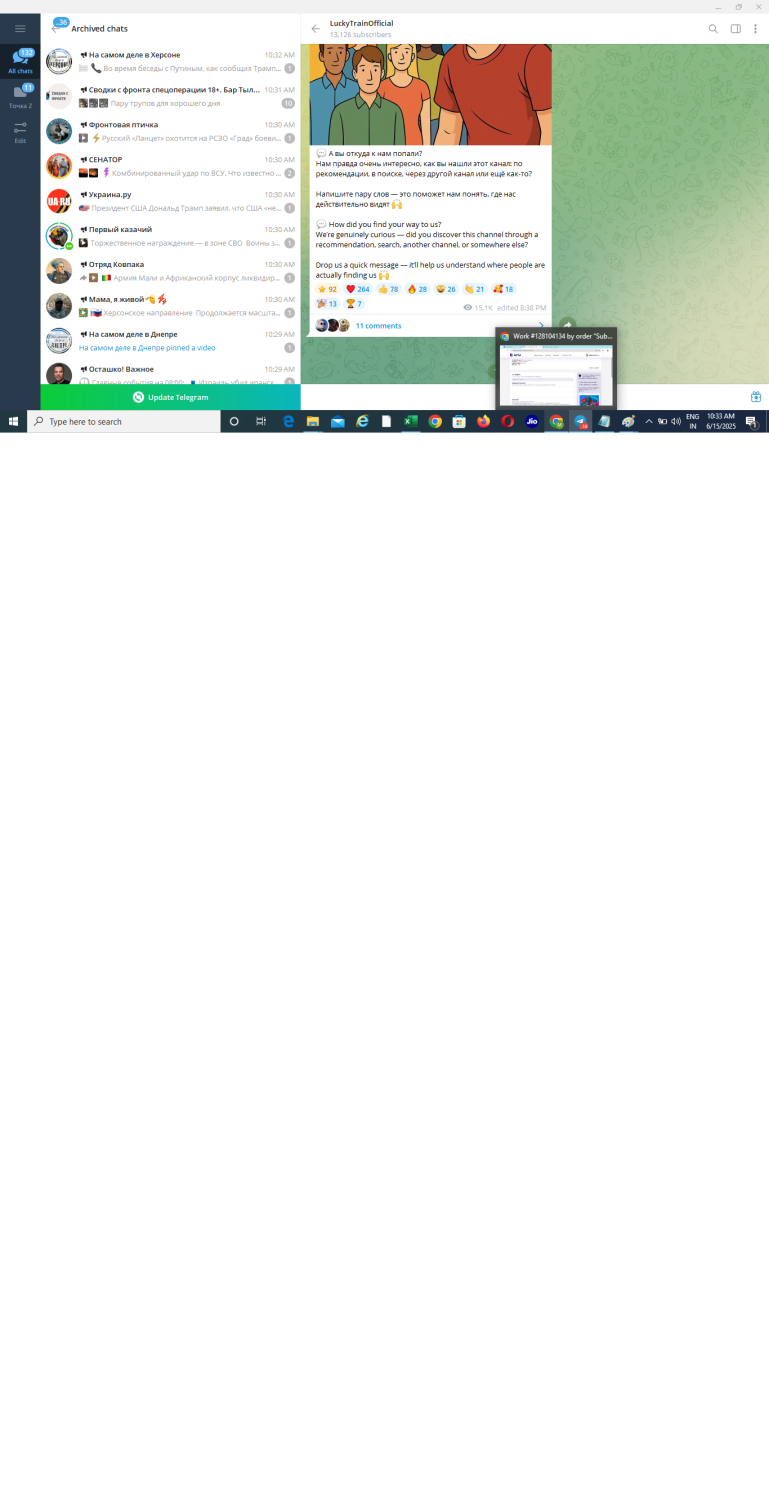 36
Archived chats
LuckyTrainOfficial
13,126 subscribers
132
All chats
11
Точка Z
Edit
На самом деле в Херсоне 10:32 AM
Во время беседы с Путиным, как сообщил Трамп... 1
Сводки с фронта спецоперации 18+. Бар Тыл... 10:31 AM
Пару трупов для хорошего дня 10
Фронтовая птичка 10:30 AM
Русский «Ланцет» охотится на РСЗО «Град» боеви... 1
СЕНАТОР 10:30 AM
Комбинированный удар по ВСУ. Что известно ... 2
UA·RU
Украина.ру 10:30 AM
Президент США Дональд Трамп заявил, что США «не... 1
Первый казачий 10:30 AM
Торжественное награждение — в зоне СВО Воины з... 1
Отряд Ковпака 10:30 AM
Армия Мали и Африканский корпус ликвидир... 1
Мама, я живой 10:30 AM
Херсонское направление Продолжается масшта... 1
На самом деле в Днепре 10:29 AM
На самом деле в Днепре pinned a video 1
Осташко! Важное 10:29 AM
Главные события на 08:00: Израиль убил иранск... 1
Update Telegram
А вы откуда к нам попали?
Нам правда очень интересно, как вы нашли этот канал: по
рекомендации, в поиске, через другой канал или ещё как-то?
Напишите пару слов — это поможет нам понять, где нас
действительно видят
How did you find your way to us?
We're genuinely curious — did you discover this channel through a
recommendation, search, another channel, or somewhere else?
Drop us a quick message — it'll help us understand where people are
actually finding us
92 264 78 28 26 21 18
13 7
15.1K edited 8:38 PM
11 comments
Work #128104134 by order "Sub...
Type here to search
Jio
ENG
IN
10:33 AM
6/15/2025